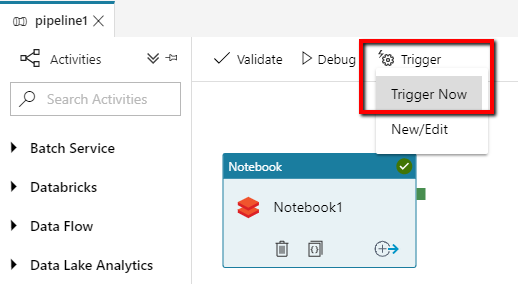 pipeline1
Activities
Validate
Debug
Trigger
Search Activities
Trigger Now
New/Edit
Batch Service
Databricks
Data Flow
Data Lake Analytics
Notebook
Notebook1